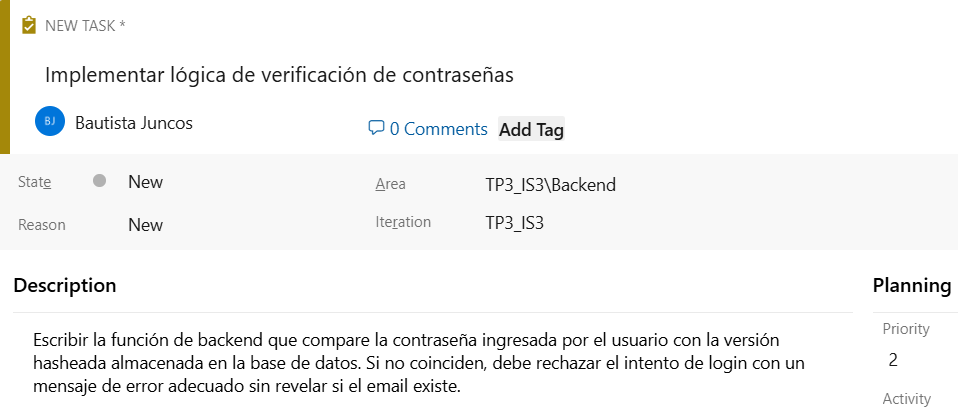 NEW TASK *
Implementar lógica de verificación de contraseñas
BJ Bautista Juncos
0 Comments Add Tag
State New Area TP3_IS3\Backend
Reason New Iteration TP3_IS3
Description Planning
Escribir la función de backend que compare la contraseña ingresada por el usuario con la versión
hasheada almacenada en la base de datos. Si no coinciden, debe rechazar el intento de login con un
mensaje de error adecuado sin revelar si el email existe.
Priority
2
Activity